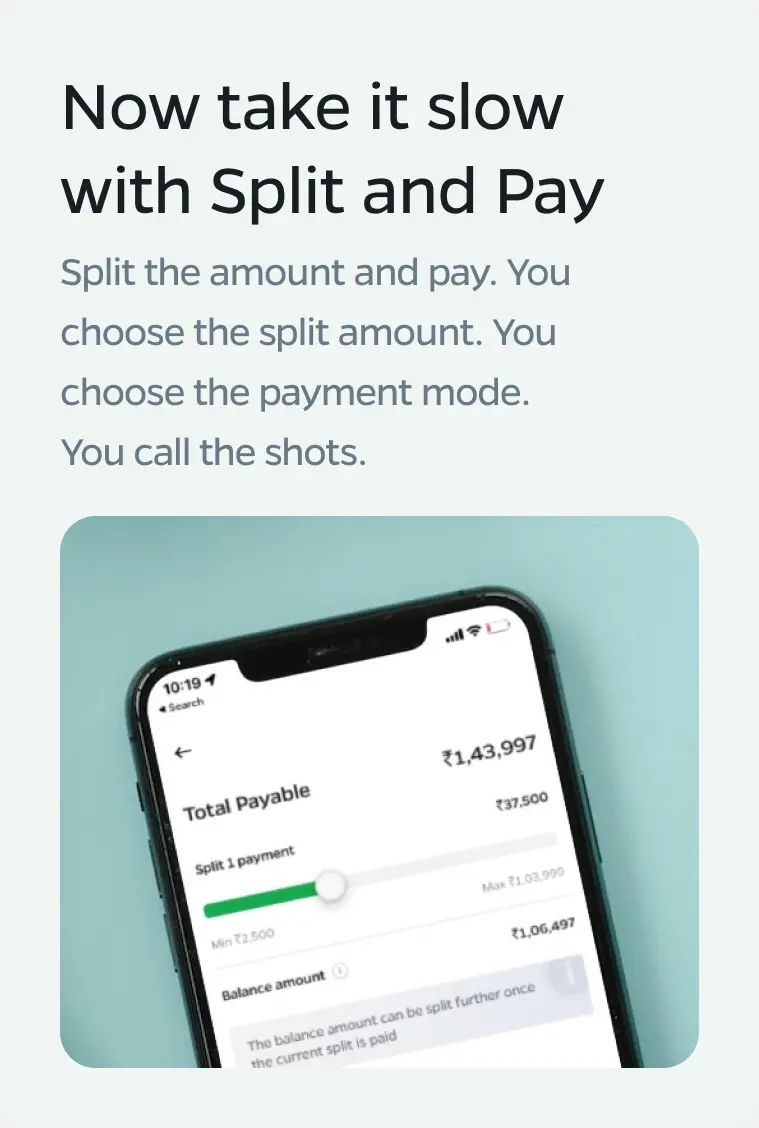 Now take it slow
with Split and Pay
Split the amount and pay. You
choose the split amount. You
choose the payment mode.
You call the shots.
10:19
◀ Search
←
Total Payable ₹1,43,997
Split 1 payment ₹37,500
Min ₹2,500 Max ₹1,03,999
Balance amount ₹1,06,497
The balance amount can be split further once
the current split is paid